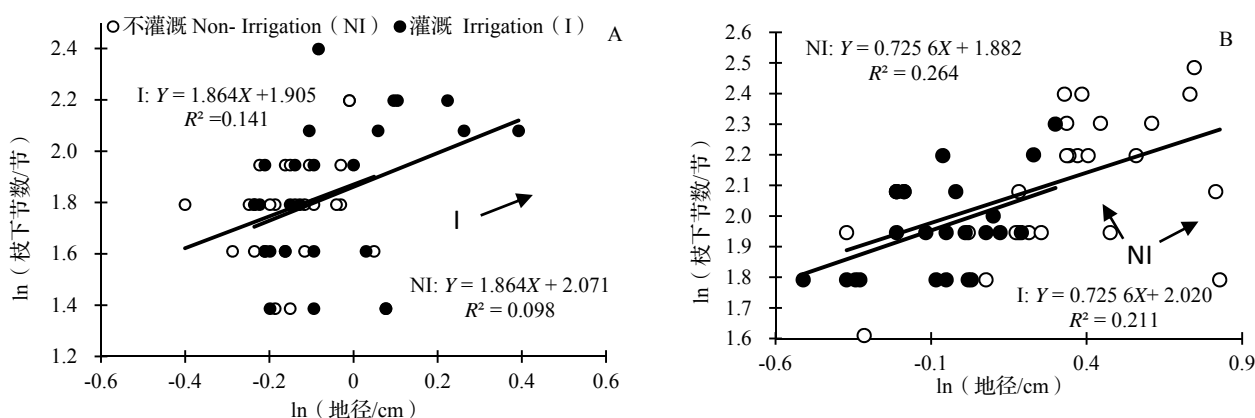 ○不灌溉 Non- Irrigation（NI） ●灌溉 Irrigation（I）
A
2.4
2.2
2.0
1.8
1.6
1.4
1.2
ln（枝下节数/节）
I: Y = 1.864X +1.905
R² =0.141
I
NI: Y = 1.864X + 2.071
R² = 0.098
-0.6 -0.4 -0.2 0 0.2 0.4 0.6
ln（地径/cm）
B
2.6
2.5
2.4
2.3
2.2
2.1
2.0
1.9
1.8
1.7
1.6
ln（枝下节数/节）
NI: Y = 0.725 6X + 1.882
R² = 0.264
NI
I: Y = 0.725 6X+ 2.020
R² = 0.211
-0.6 -0.1 0.4 0.9
ln（地径/cm）